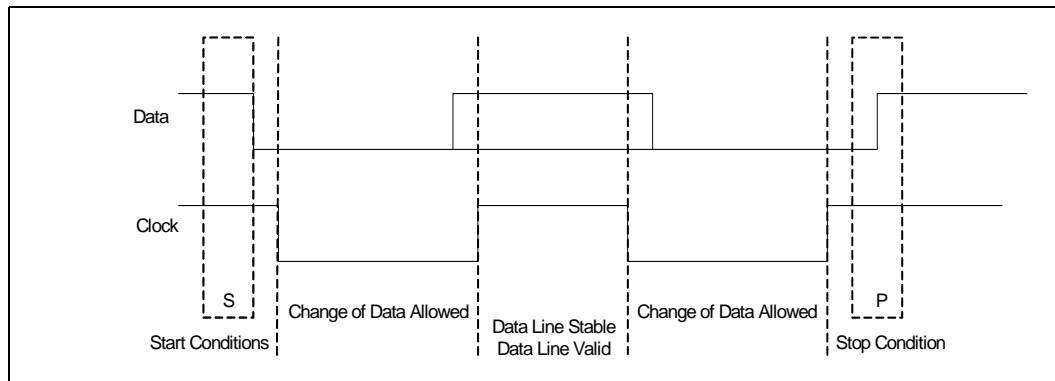 Data
Clock
S
P
Change of Data Allowed
Change of Data Allowed
Data Line Stable
Data Line Valid
Start Conditions
Stop Condition